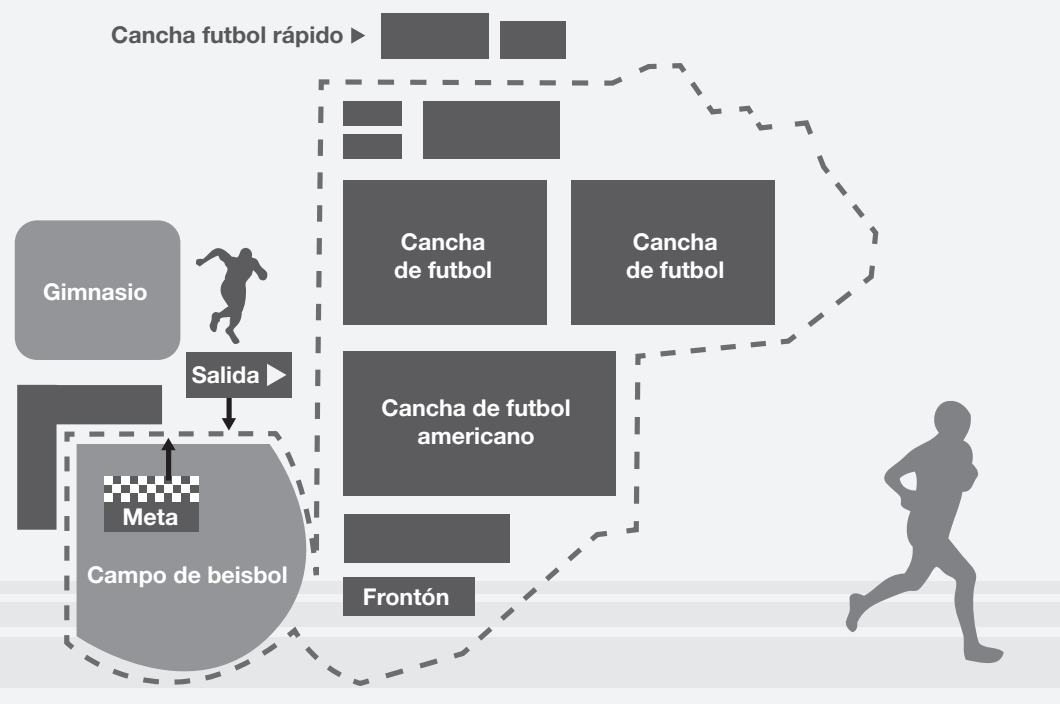 Cancha futbol rápido
Cancha
de futbol
Cancha
de futbol
Gimnasio
Salida
Cancha de futbol
americano
Meta
Campo de beisbol
Frontón